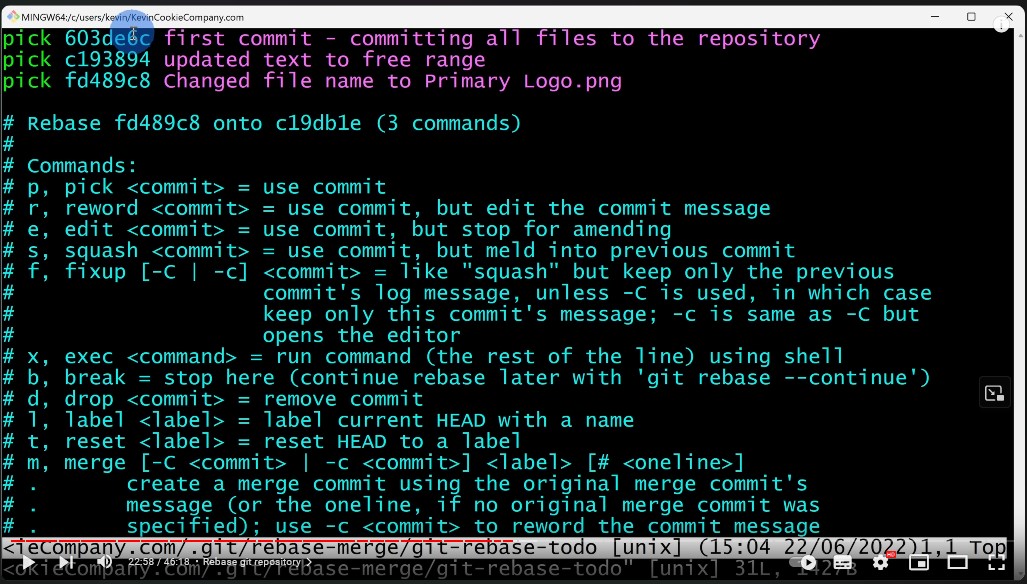 MINGW64:/c/users/kevin/KevinCookieCompany.com
pick 603de6c first commit - committing all files to the repository
pick c193894 updated text to free range
pick fd489c8 Changed file name to Primary Logo.png
# Rebase fd489c8 onto c19db1e (3 commands)
#
# Commands:
# p, pick <commit> = use commit
# r, reword <commit> = use commit, but edit the commit message
# e, edit <commit> = use commit, but stop for amending
# s, squash <commit> = use commit, but meld into previous commit
# f, fixup [-C | -c] <commit> = like "squash" but keep only the previous
#                    commit's log message, unless -C is used, in which case
#                    keep only this commit's message; -c is same as -C but
#                    opens the editor
# x, exec <command> = run command (the rest of the line) using shell
# b, break = stop here (continue rebase later with 'git rebase --continue')
# d, drop <commit> = remove commit
# l, label <label> = label current HEAD with a name
# t, reset <label> = reset HEAD to a label
# m, merge [-C <commit> | -c <commit>] <label> [# <oneline>]
# .       create a merge commit using the original merge commit's
# .       message (or the oneline, if no original merge commit was
# .       specified); use -c <commit> to reword the commit message
<ieCompany.com/.git/rebase-merge/git-rebase-todo [unix] (15:04 22/06/2022)1,1 Top
<okieCompany.com/.git/rebase-merge/git-rebase-todo" [unix] 31L,
22:58 / 46:18 • Rebase git repository >
HD